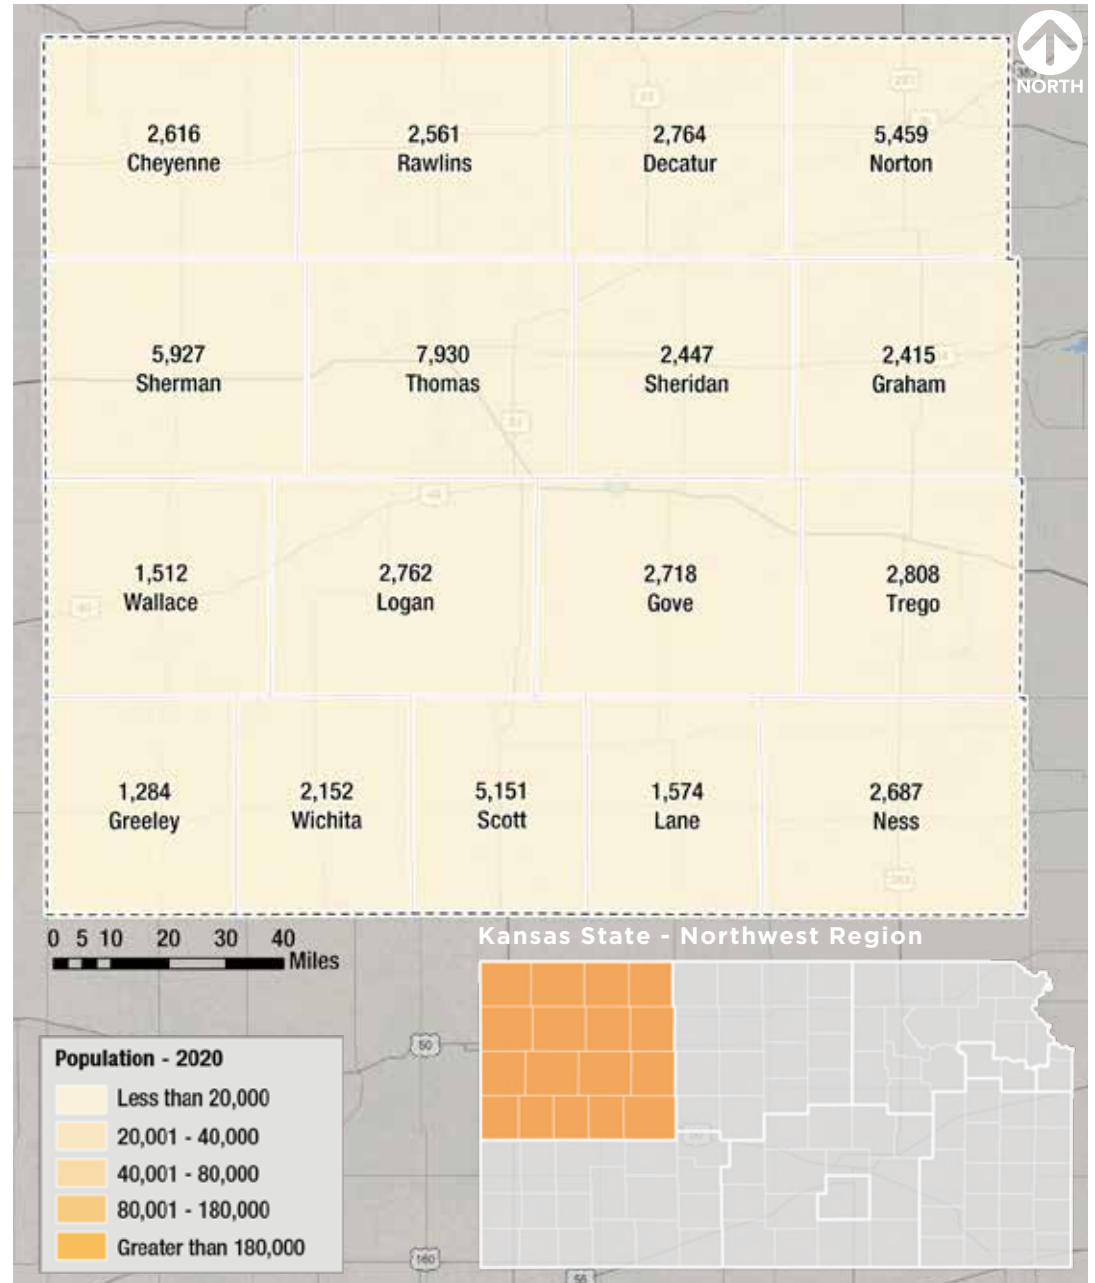 NORTH
2,616
Cheyenne
2,561
Rawlins
2,764
Decatur
5,459
Norton
5,927
Sherman
7,930
Thomas
2,447
Sheridan
2,415
Graham
1,512
Wallace
2,762
Logan
2,718
Gove
2,808
Trego
1,284
Greeley
2,152
Wichita
5,151
Scott
1,574
Lane
2,687
Ness
0 5 10 20 30 40
Miles
Kansas State - Northwest Region
50
160
56
Population - 2020
Less than 20,000
20,001 - 40,000
40,001 - 80,000
80,001 - 180,000
Greater than 180,000